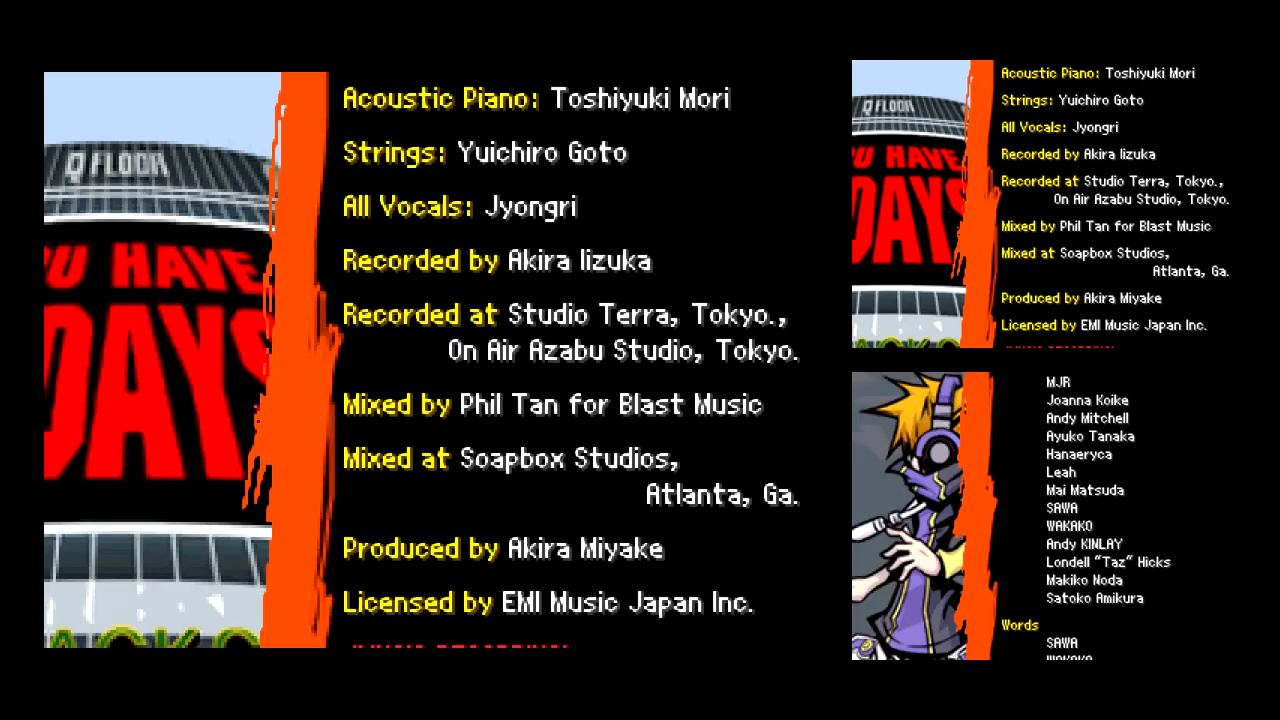 Q FLOOR
U HAVE
DAYS
Acoustic Piano: Toshiyuki Mori
Strings: Yuichiro Goto
All Vocals: Jyongri
Recorded by Akira Iizuka
Recorded at Studio Terra, Tokyo.,
On Air Azabu Studio, Tokyo.
Mixed by Phil Tan for Blast Music
Mixed at Soapbox Studios,
Atlanta, Ga.
Produced by Akira Miyake
Licensed by EMI Music Japan Inc.
Q FLOOR
U HAVE
DAYS
Acoustic Piano: Toshiyuki Mori
Strings: Yuichiro Goto
All Vocals: Jyongri
Recorded by Akira Iizuka
Recorded at Studio Terra, Tokyo.,
On Air Azabu Studio, Tokyo.
Mixed by Phil Tan for Blast Music
Mixed at Soapbox Studios,
Atlanta, Ga.
Produced by Akira Miyake
Licensed by EMI Music Japan Inc.
MJR
Joanna Koike
Andy Mitchell
Ayuko Tanaka
Hanaeryca
Leah
Mai Matsuda
SAWA
WAKAKO
Andy KINLAY
Londell "Taz" Hicks
Makiko Noda
Satoko Amikura
Words
SAWA